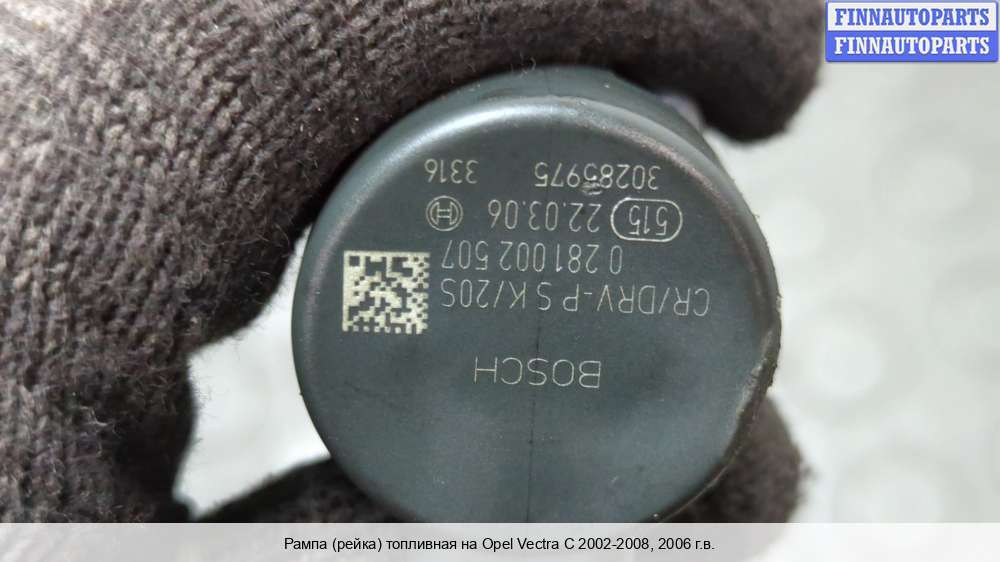 FINNAUTOPARTS
FINNAUTOPARTS
BOSCH
CR/DRV-P S K/20S
0 281 002 507
515 22.03.06
30285975 3316
Рампа (рейка) топливная на Opel Vectra C 2002-2008, 2006 г.в.